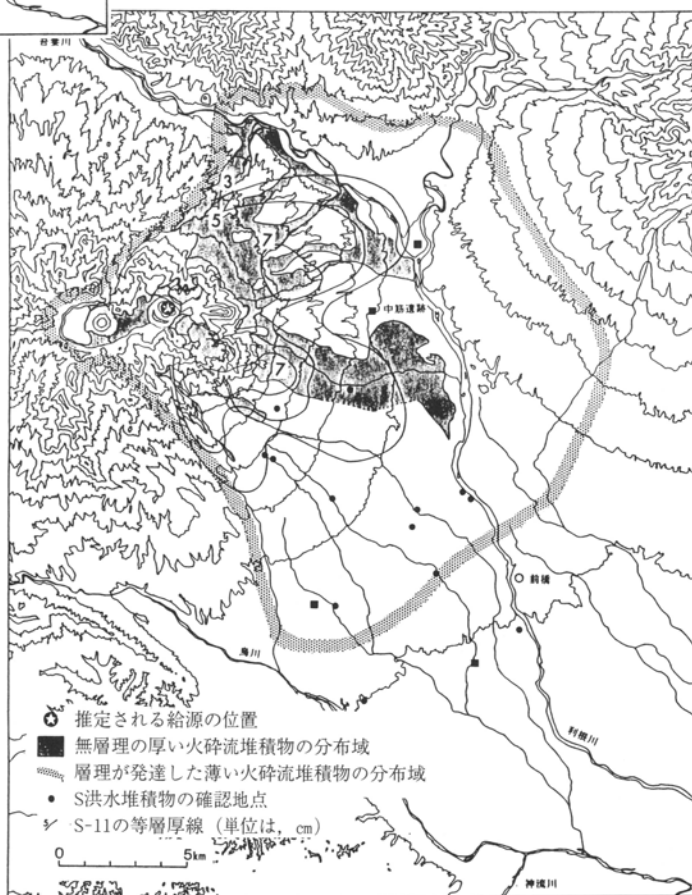 吾妻川
3
5
7
中筋遺跡
7
2
前橋
烏川
利根川
推定される給源の位置
無層理の厚い火砕流堆積物の分布域
層理が発達した薄い火砕流堆積物の分布域
S洪水堆積物の確認地点
5 S-11の等層厚線（単位は，cm）
0 5km
神流川